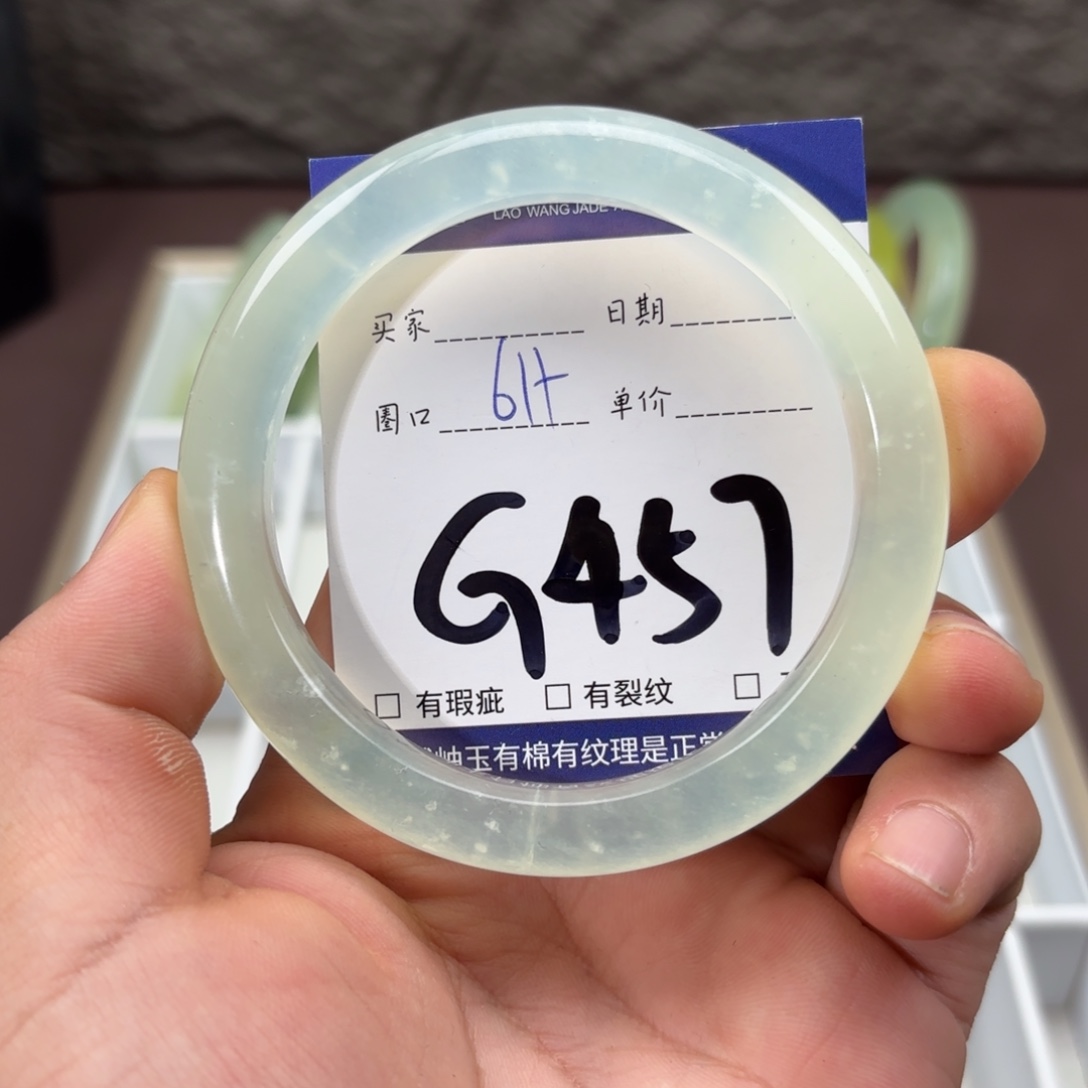 LAO WANG JADE
买家 日期
圈口 61+ 单价
G457
□ 有瑕疵 □ 有裂纹 □
岫玉有棉有纹理是正常